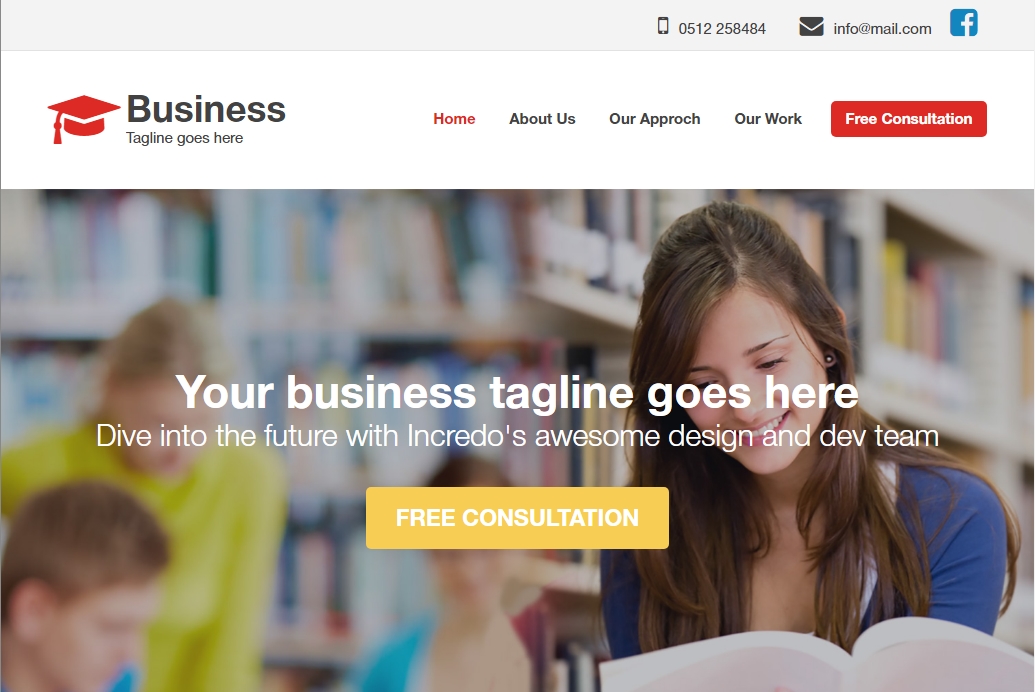 0512 258484 info@mail.com
Business
Tagline goes here
Home About Us Our Approch Our Work Free Consultation
Your business tagline goes here
Dive into the future with Incredo's awesome design and dev team
FREE CONSULTATION